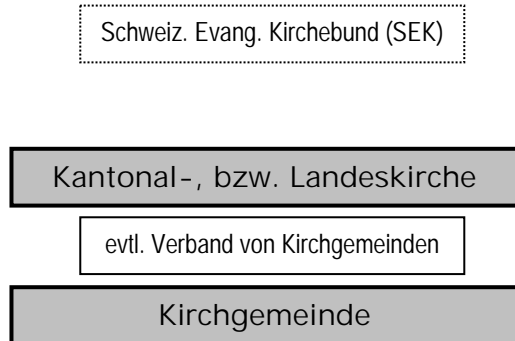 Schweiz. Evang. Kirchebund (SEK)
Kantonal-, bzw. Landeskirche
evtl. Verband von Kirchgemeinden
Kirchgemeinde